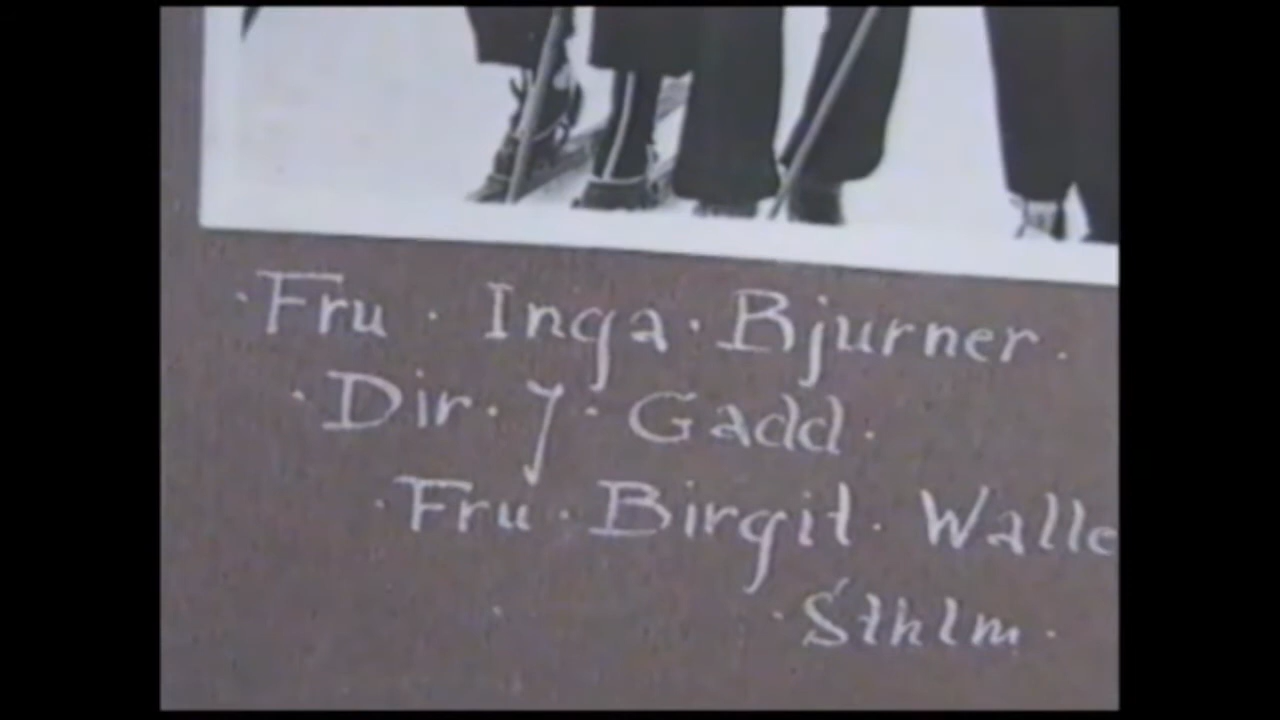 ·Fru· Inga· Bjurner.
·Dir· J· Gadd·
·Fru· Birgit· Walle
·Sthlm·